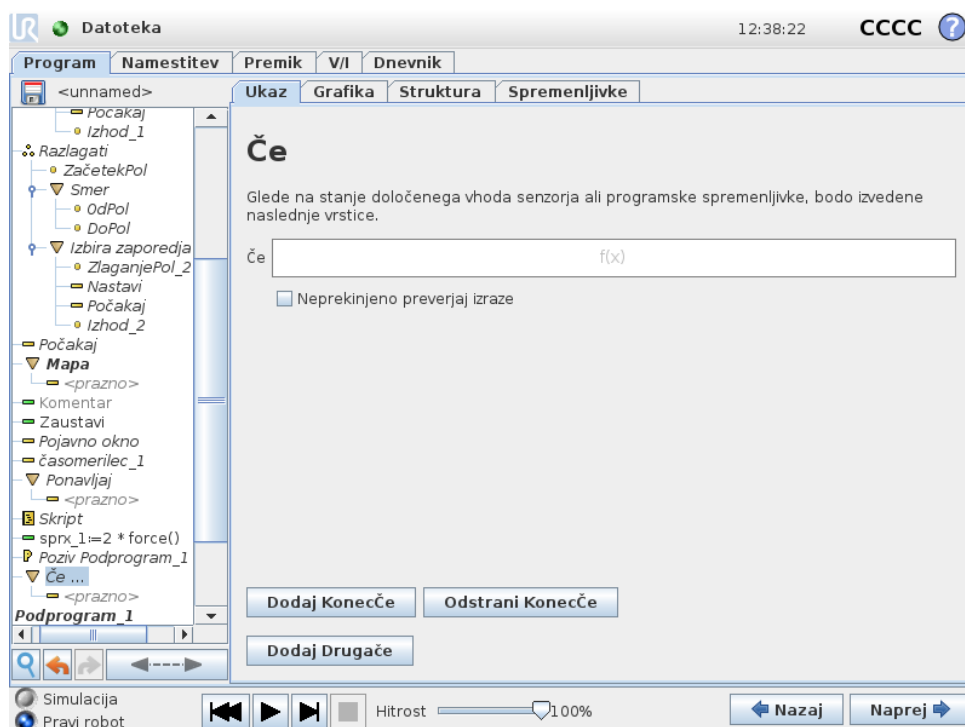 UR Datoteka 12:38:22 CCCC ?
Program Namestitev Premik V/I Dnevnik
<unnamed>
Ukaz Grafika Struktura Spremenljivke
Počakaj
Izhod_1
Razlagati
ZačetekPol
Smer
OdPol
DoPol
Izbira zaporedja
ZlaganjePol_2
Nastavi
Počakaj
Izhod_2
Počakaj
Mapa
<prazno>
Komentar
Zaustavi
Pojavno okno
časomerilec_1
Ponavljaj
<prazno>
Skript
sprx_1:=2 * force()
Poziv Podprogram_1
Če ...
<prazno>
Podprogram_1
Če
Glede na stanje določenega vhoda senzorja ali programske spremenljivke, bodo izvedene
naslednje vrstice.
Če f(x)
Neprekinjeno preverjaj izraze
Dodaj KonecČe Odstrani KonecČe
Dodaj Drugače
Simulacija
Pravi robot
Hitrost 100%
Nazaj Naprej